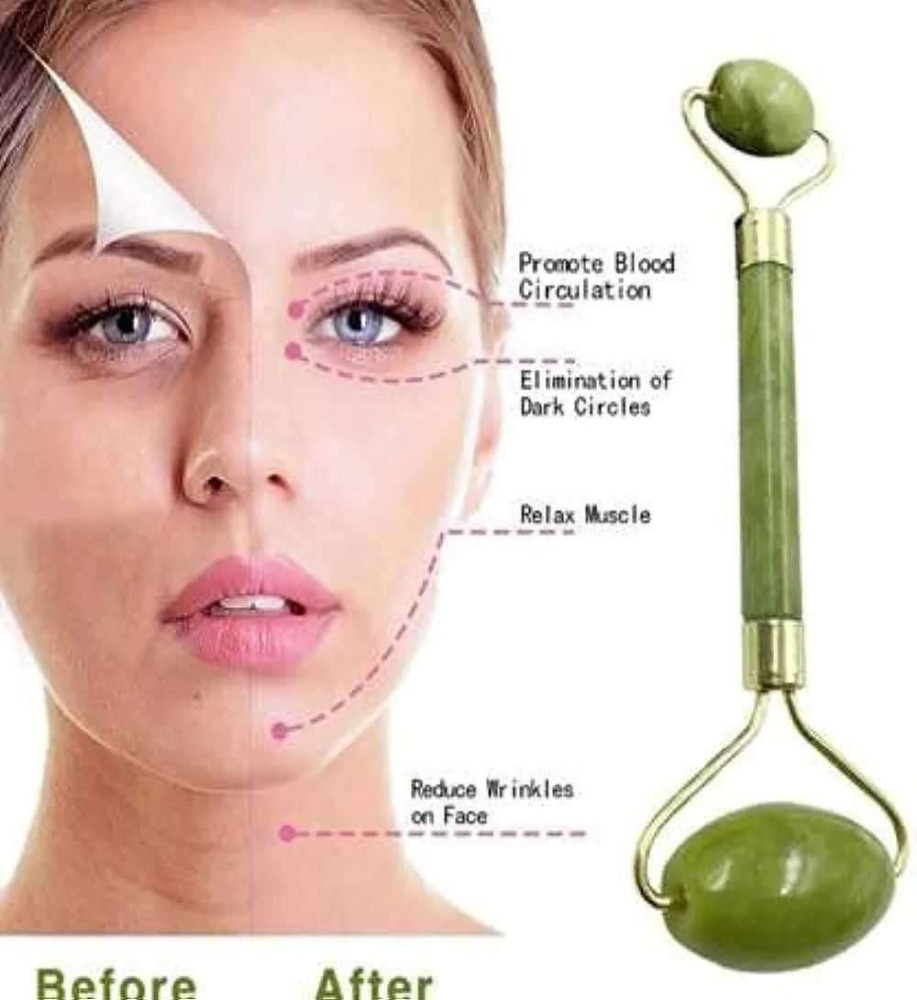 Promote Blood
Circulation
Elimination of
Dark Circles
Relax Muscle
Reduce Wrinkles
on Face
Before
After